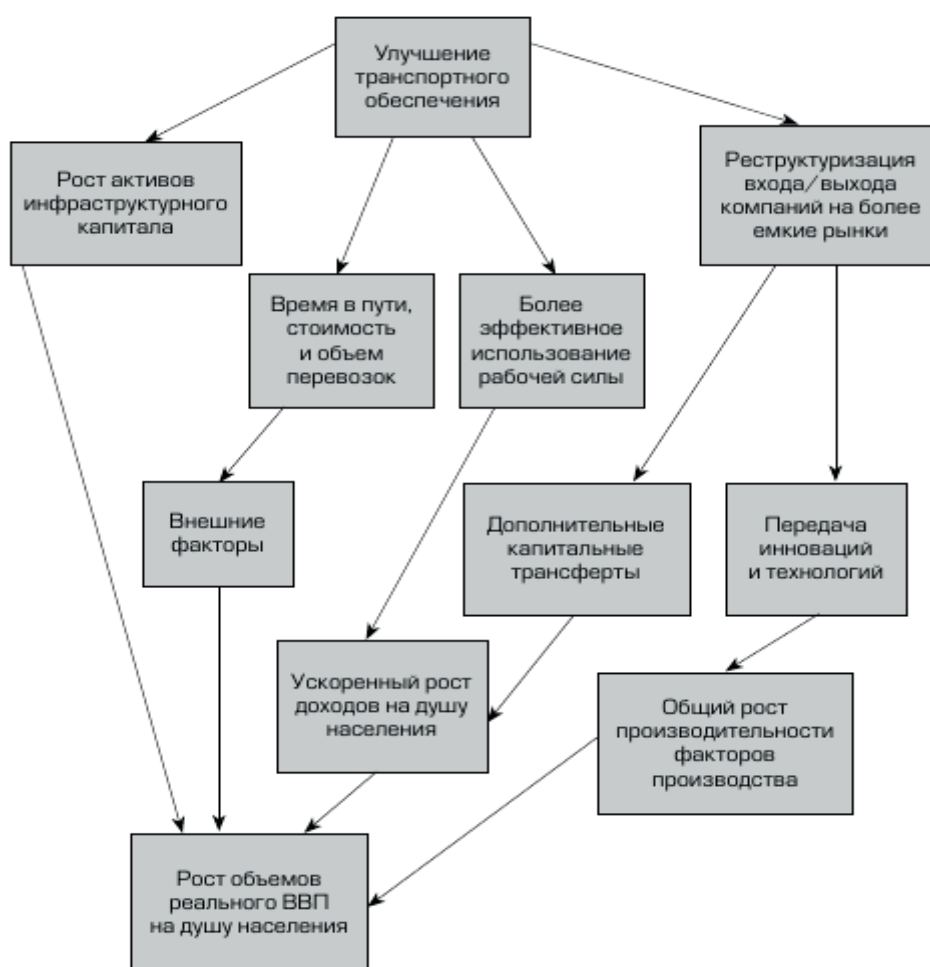 Улучшение
транспортного
обеспечения
Рост активов
инфраструктурного
капитала
Реструктуризация
входа/выхода
компаний на более
емкие рынки
Время в пути,
стоимость
и объем
перевозок
Более
эффективное
использование
рабочей силы
Внешние
факторы
Дополнительные
капитальные
трансферты
Передача
инноваций
и технологий
Ускоренный рост
доходов на душу
населения
Общий рост
производительности
факторов
производства
Рост объемов
реального ВВП
на душу населения